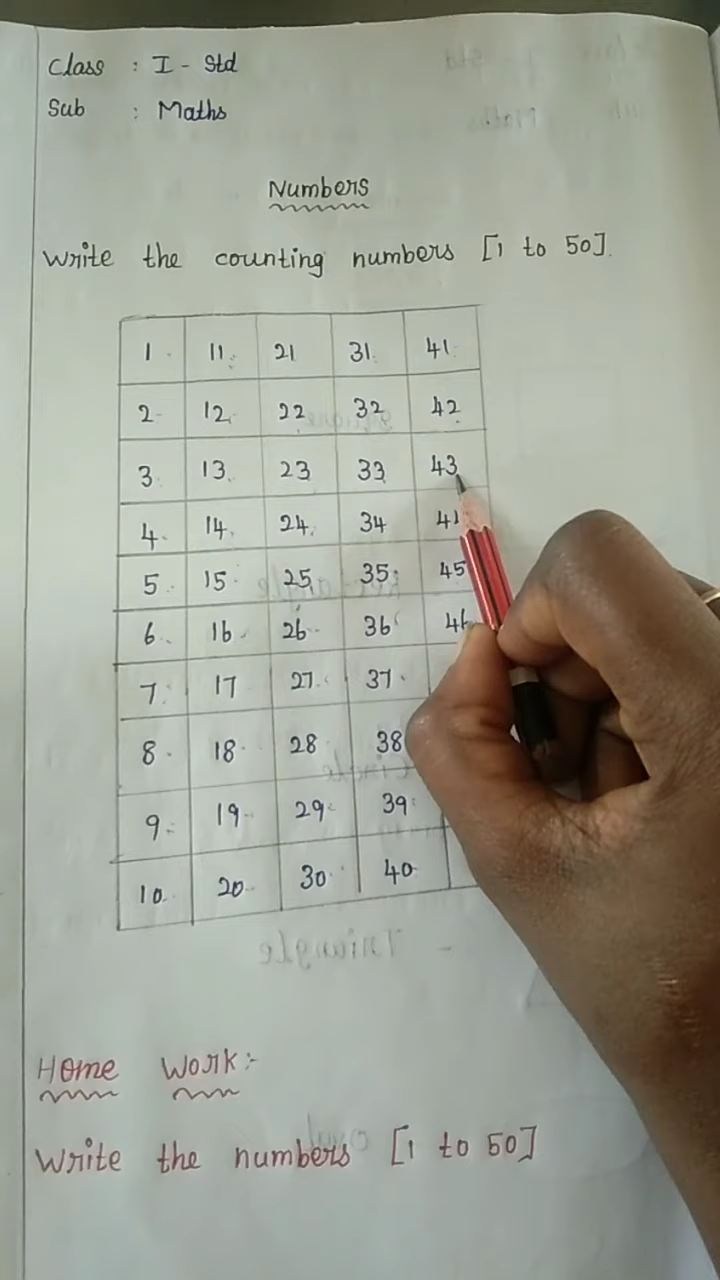 Class : I - Std
Sub : Maths
Numbers
Write the counting numbers [1 to 50].
1 11 21 31 41
2 12 22 32 42
3 13 23 33 43
4 14 24 34
5 15 25 35 45
6 16 26 36
7 17 27 37
8 18 28 38
9 19 29 39
10 20 30 40
Home Work:-
Write the numbers [1 to 50]